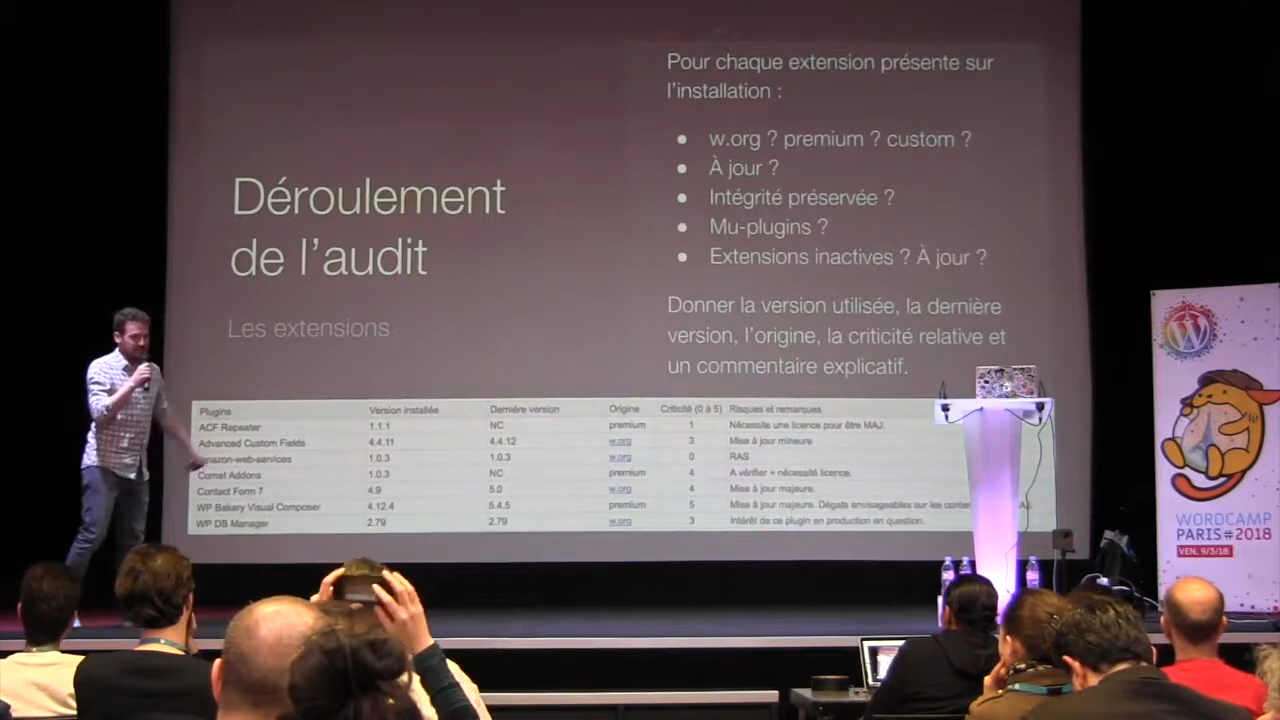 Déroulement
de l'audit
Les extensions
Pour chaque extension présente sur
l'installation :
● w.org ? premium ? custom ?
● À jour ?
● Intégrité préservée ?
● Mu-plugins ?
● Extensions inactives ? À jour ?
Donner la version utilisée, la dernière
version, l'origine, la criticité relative et
un commentaire explicatif.
Plugins Version installée Dernière version Origine Criticité (0 à 5) Risques et remarques
ACF Repeater 1.1.1 NC premium 1 Nécessite une licence pour être MAJ.
Advanced Custom Fields 4.4.11 4.4.12 w.org 3 Mise à jour mineure
amazon-web-services 1.0.3 1.0.3 w.org 0 RAS
Comet Addons 1.0.3 NC premium 4 A vérifier + nécessité licence.
Contact Form 7 4.9 5.0 w.org 4 Mise à jour majeure.
WP Bakery Visual Composer 4.12.4 5.4.5 premium 5 Mise à jour majeure. Dégats envisageables sur les
WP DB Manager 2.79 2.79 w.org 3 Intérêt de ce plugin en production en question.
WORDCAMP
PARIS#2018
VEN. 9/3/18